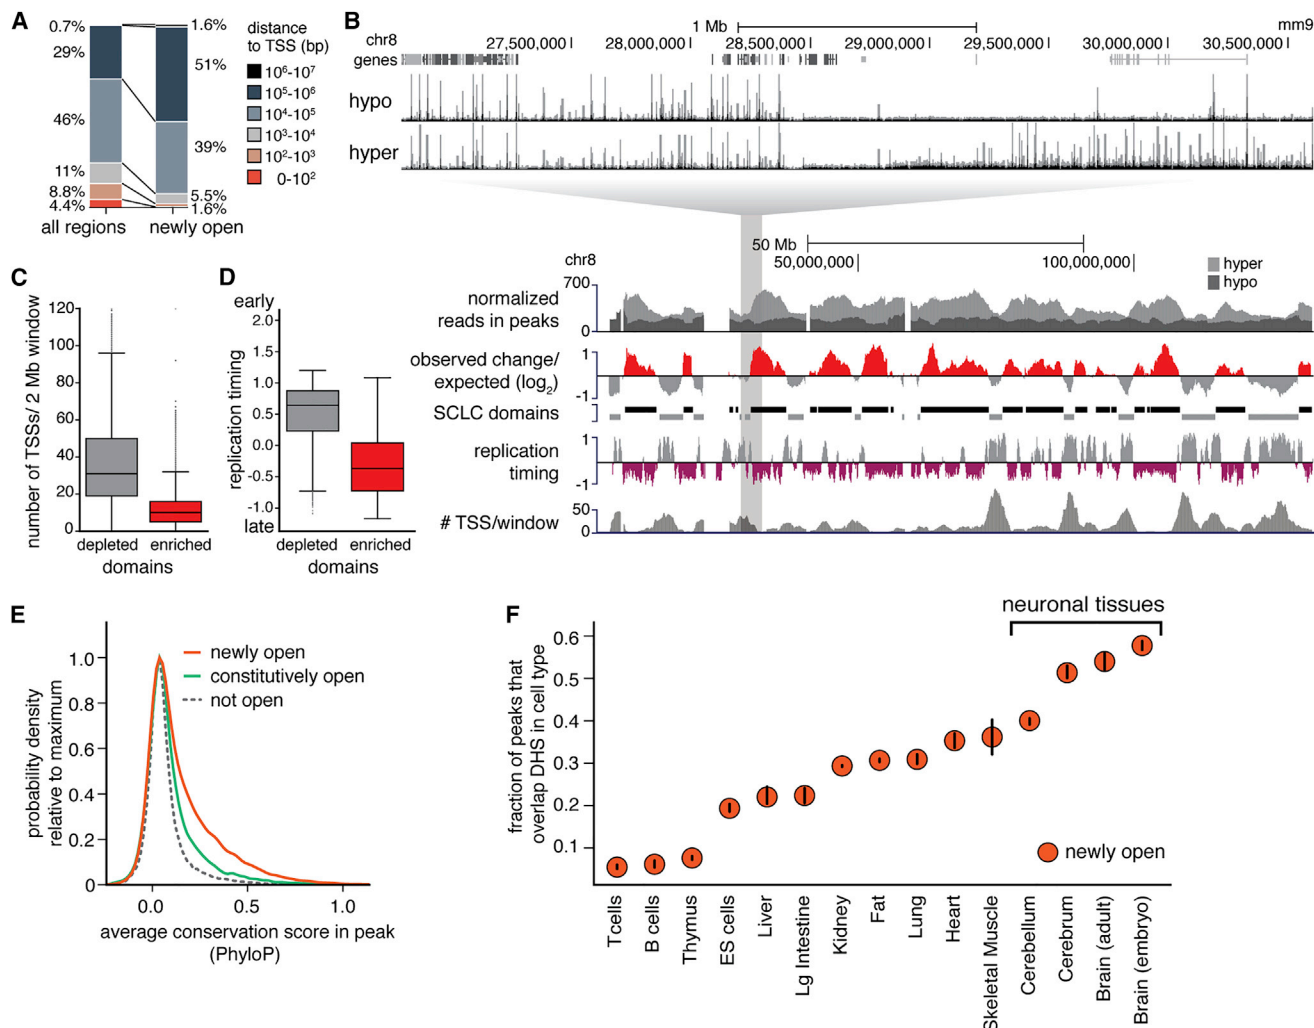 A
0.7%
29%
46%
11%
8.8%
4.4%
1.6%
51%
39%
5.5%
1.6%
all regions
newly open
distance
to TSS (bp)
10⁶-10⁷
10⁵-10⁶
10⁴-10⁵
10³-10⁴
10²-10³
0-10²
B
1 Mb
mm9
chr8
27,500,000
28,000,000
28,500,000
29,000,000
29,500,000
30,000,000
30,500,000
genes
hypo
hyper
50 Mb
chr8
50,000,000
100,000,000
hyper
hypo
normalized
reads in peaks
700
0
observed change/
expected (log₂)
1
-1
SCLC domains
replication
timing
1
-1
# TSS/window
50
0
C
number of TSSs/ 2 Mb window
120
100
80
60
40
20
0
depleted
enriched
domains
D
early
replication timing
2.0
1.5
1.0
0.5
0.0
-0.5
-1.0
late
depleted
enriched
domains
E
probability density
relative to maximum
1.0
0.8
0.6
0.4
0.2
0
newly open
constitutively open
not open
0.0
0.5
1.0
average conservation score in peak
(PhyloP)
F
neuronal tissues
fraction of peaks that
overlap DHS in cell type
0.6
0.5
0.4
0.3
0.2
0.1
newly open
T cells
B cells
Thymus
ES cells
Liver
Lg Intestine
Kidney
Fat
Lung
Heart
Skeletal Muscle
Cerebellum
Cerebrum
Brain (adult)
Brain (embryo)